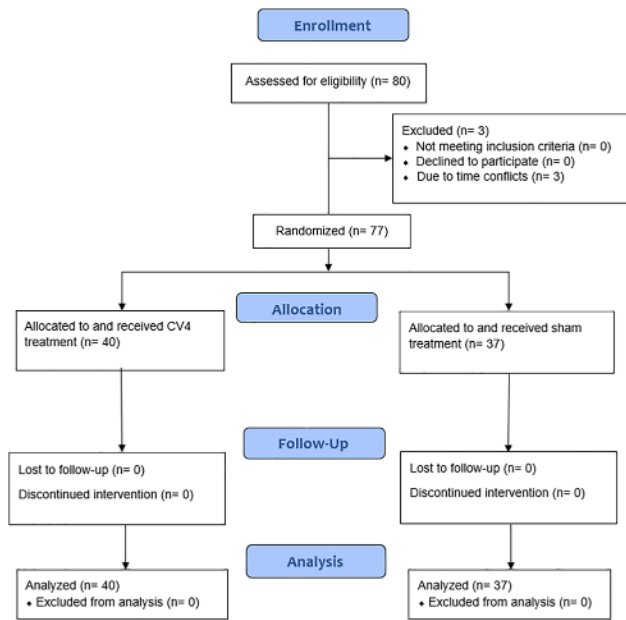 Enrollment
Assessed for eligibility (n= 80)
Excluded (n= 3)
⬥ Not meeting inclusion criteria (n= 0)
⬥ Declined to participate (n= 0)
⬥ Due to time conflicts (n= 3)
Randomized (n= 77)
Allocation
Allocated to and received CV4
treatment (n= 40)
Allocated to and received sham
treatment (n= 37)
Follow-Up
Lost to follow-up (n= 0)
Discontinued intervention (n= 0)
Lost to follow-up (n= 0)
Discontinued intervention (n= 0)
Analysis
Analyzed (n= 40)
⬥ Excluded from analysis (n= 0)
Analyzed (n= 37)
⬥ Excluded from analysis (n= 0)